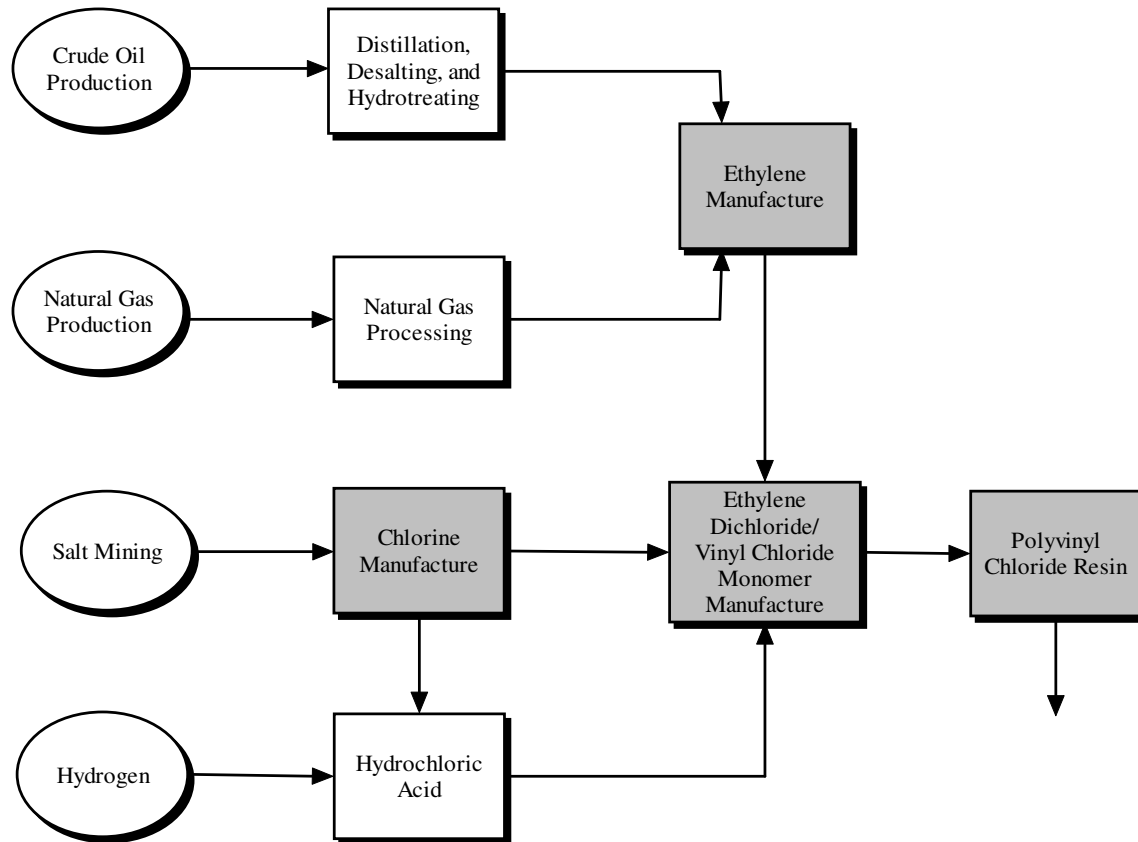 Crude Oil
Production
Distillation,
Desalting, and
Hydrotreating
Ethylene
Manufacture
Natural Gas
Production
Natural Gas
Processing
Salt Mining
Chlorine
Manufacture
Ethylene
Dichloride/
Vinyl Chloride
Monomer
Manufacture
Polyvinyl
Chloride Resin
Hydrogen
Hydrochloric
Acid